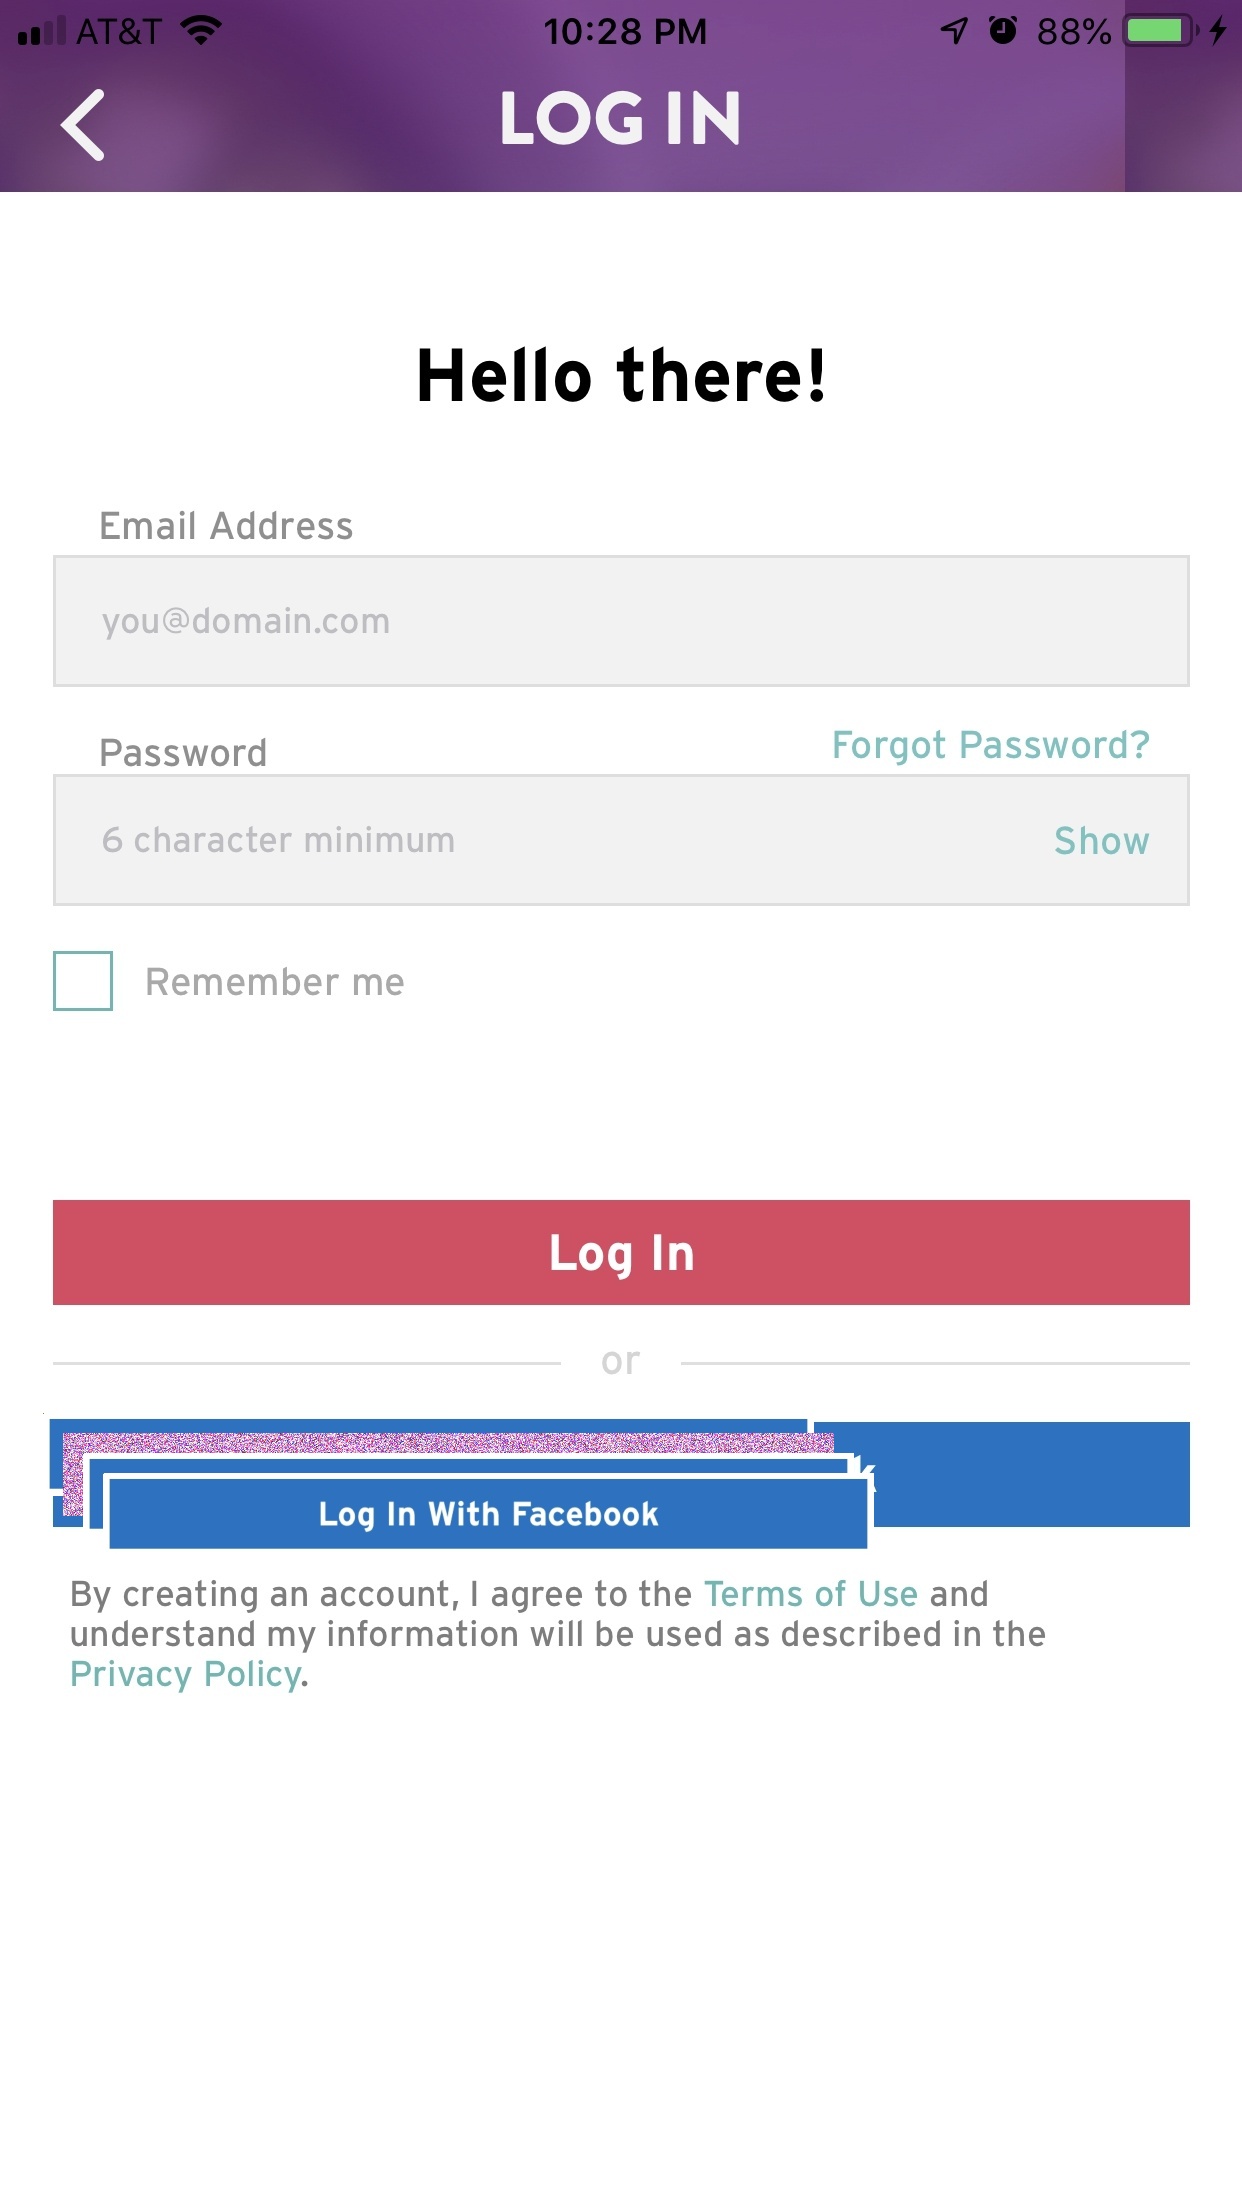 AT&T 10:28 PM 88%
LOG IN
Hello there!
Email Address
you@domain.com
Password Forgot Password?
6 character minimum Show
Remember me
Log In
or
k
Log In With Facebook
By creating an account, I agree to the Terms of Use and
understand my information will be used as described in the
Privacy Policy.